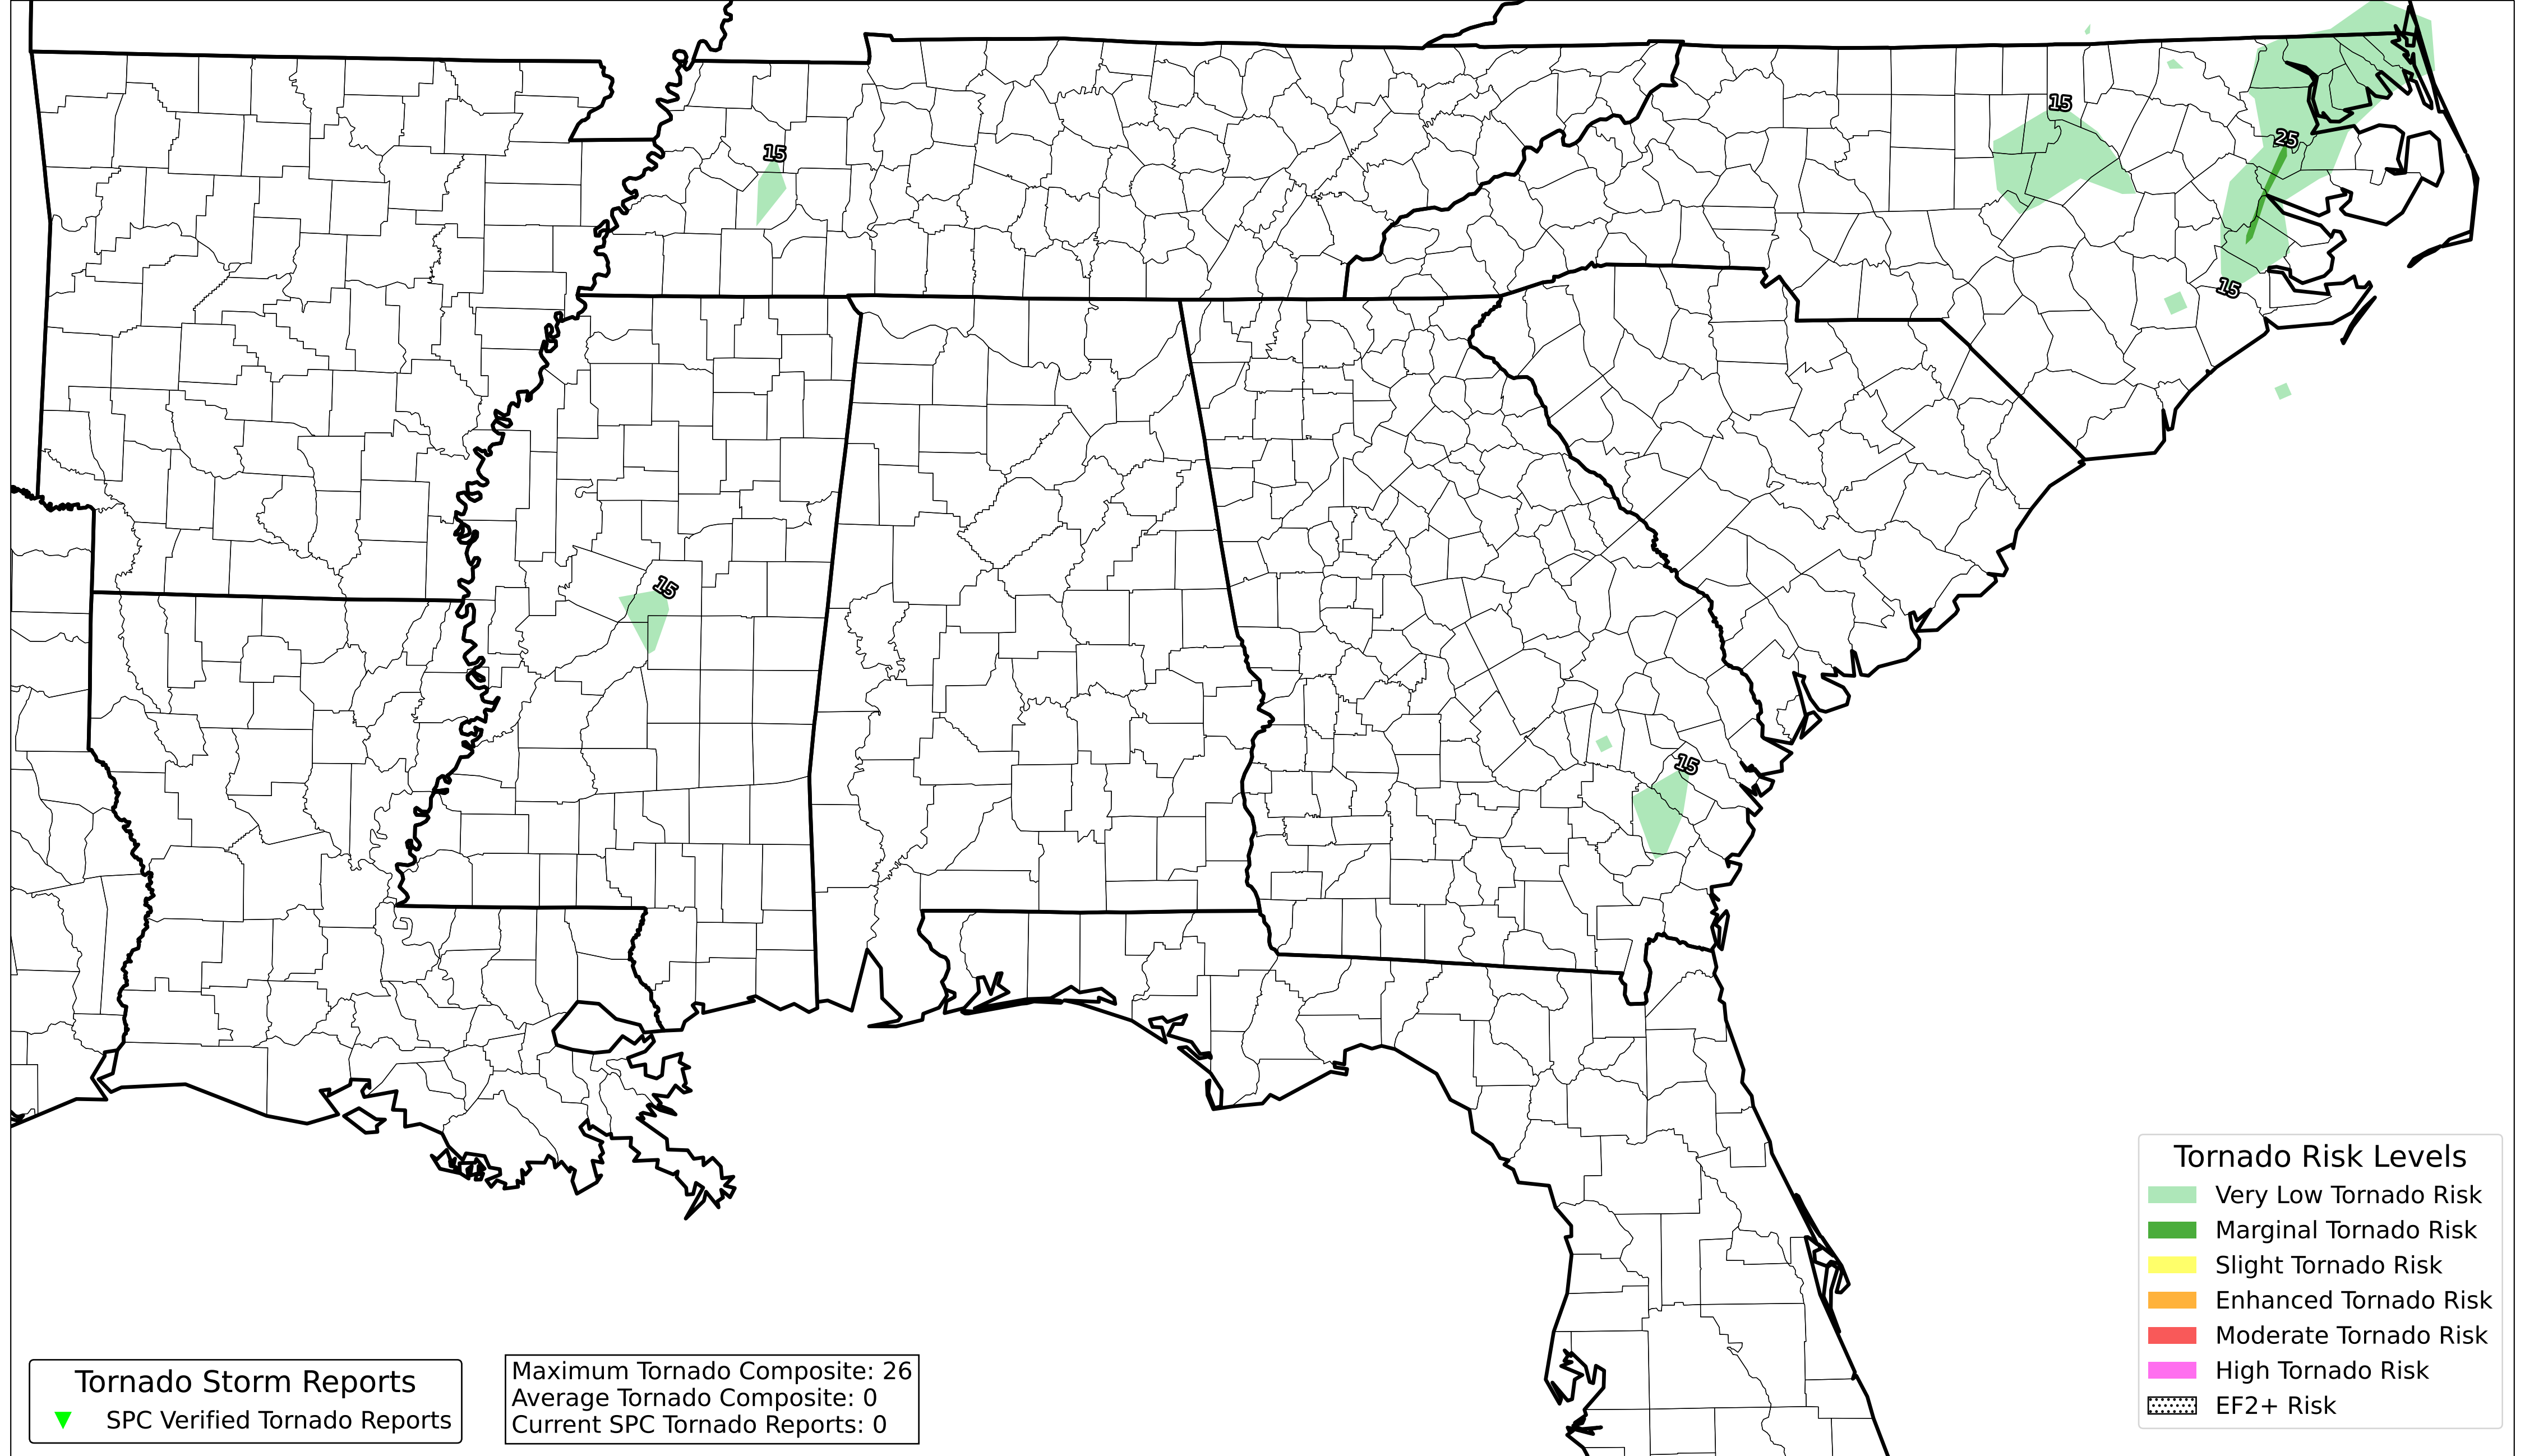 15
15
25
15
15
15
Tornado Risk Levels
Very Low Tornado Risk
Marginal Tornado Risk
Slight Tornado Risk
Enhanced Tornado Risk
Moderate Tornado Risk
High Tornado Risk
EF2+ Risk
Tornado Storm Reports
SPC Verified Tornado Reports
Maximum Tornado Composite: 26
Average Tornado Composite: 0
Current SPC Tornado Reports: 0